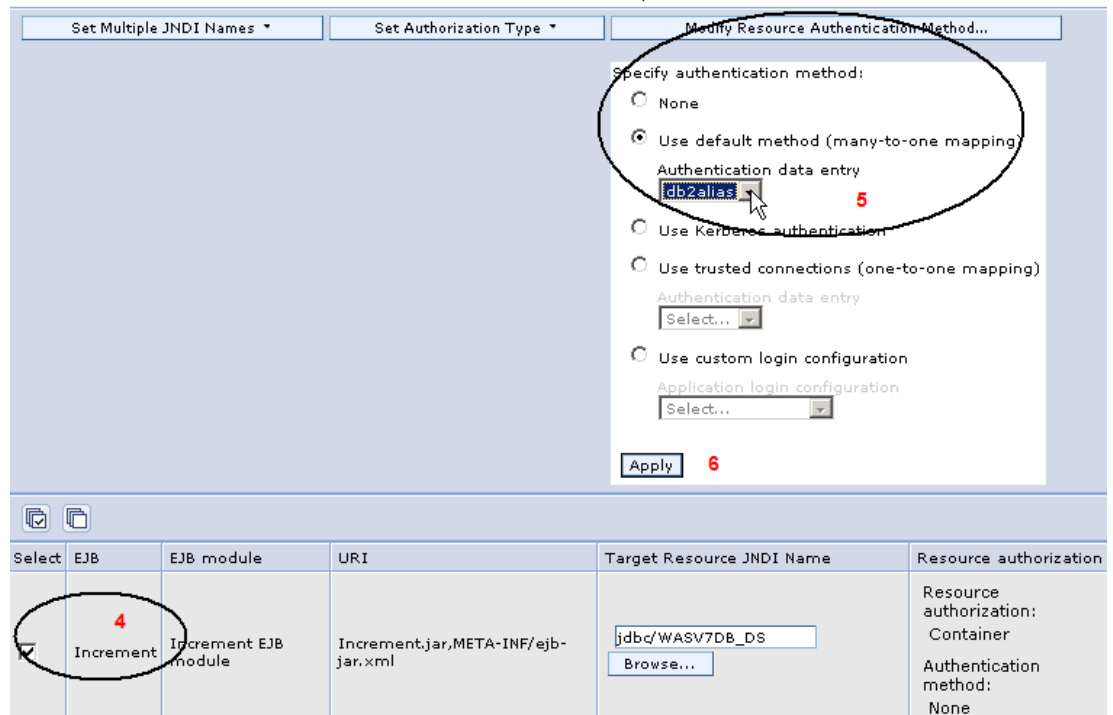 Set Multiple JNDI Names
Set Authorization Type
Modify Resource Authentication Method...
Specify authentication method:
None
Use default method (many-to-one mapping)
Authentication data entry
db2alias
5
Use Kerberos authentication
Use trusted connections (one-to-one mapping)
Authentication data entry
Select...
Use custom login configuration
Application login configuration
Select...
Apply
6
Select EJB EJB module URI Target Resource JNDI Name Resource authorization
4
Increment
Increment EJB
module
Increment.jar,META-INF/ejb-
jar.xml
jdbc/WASV7DB_DS
Browse...
Resource
authorization:
Container
Authentication
method:
None